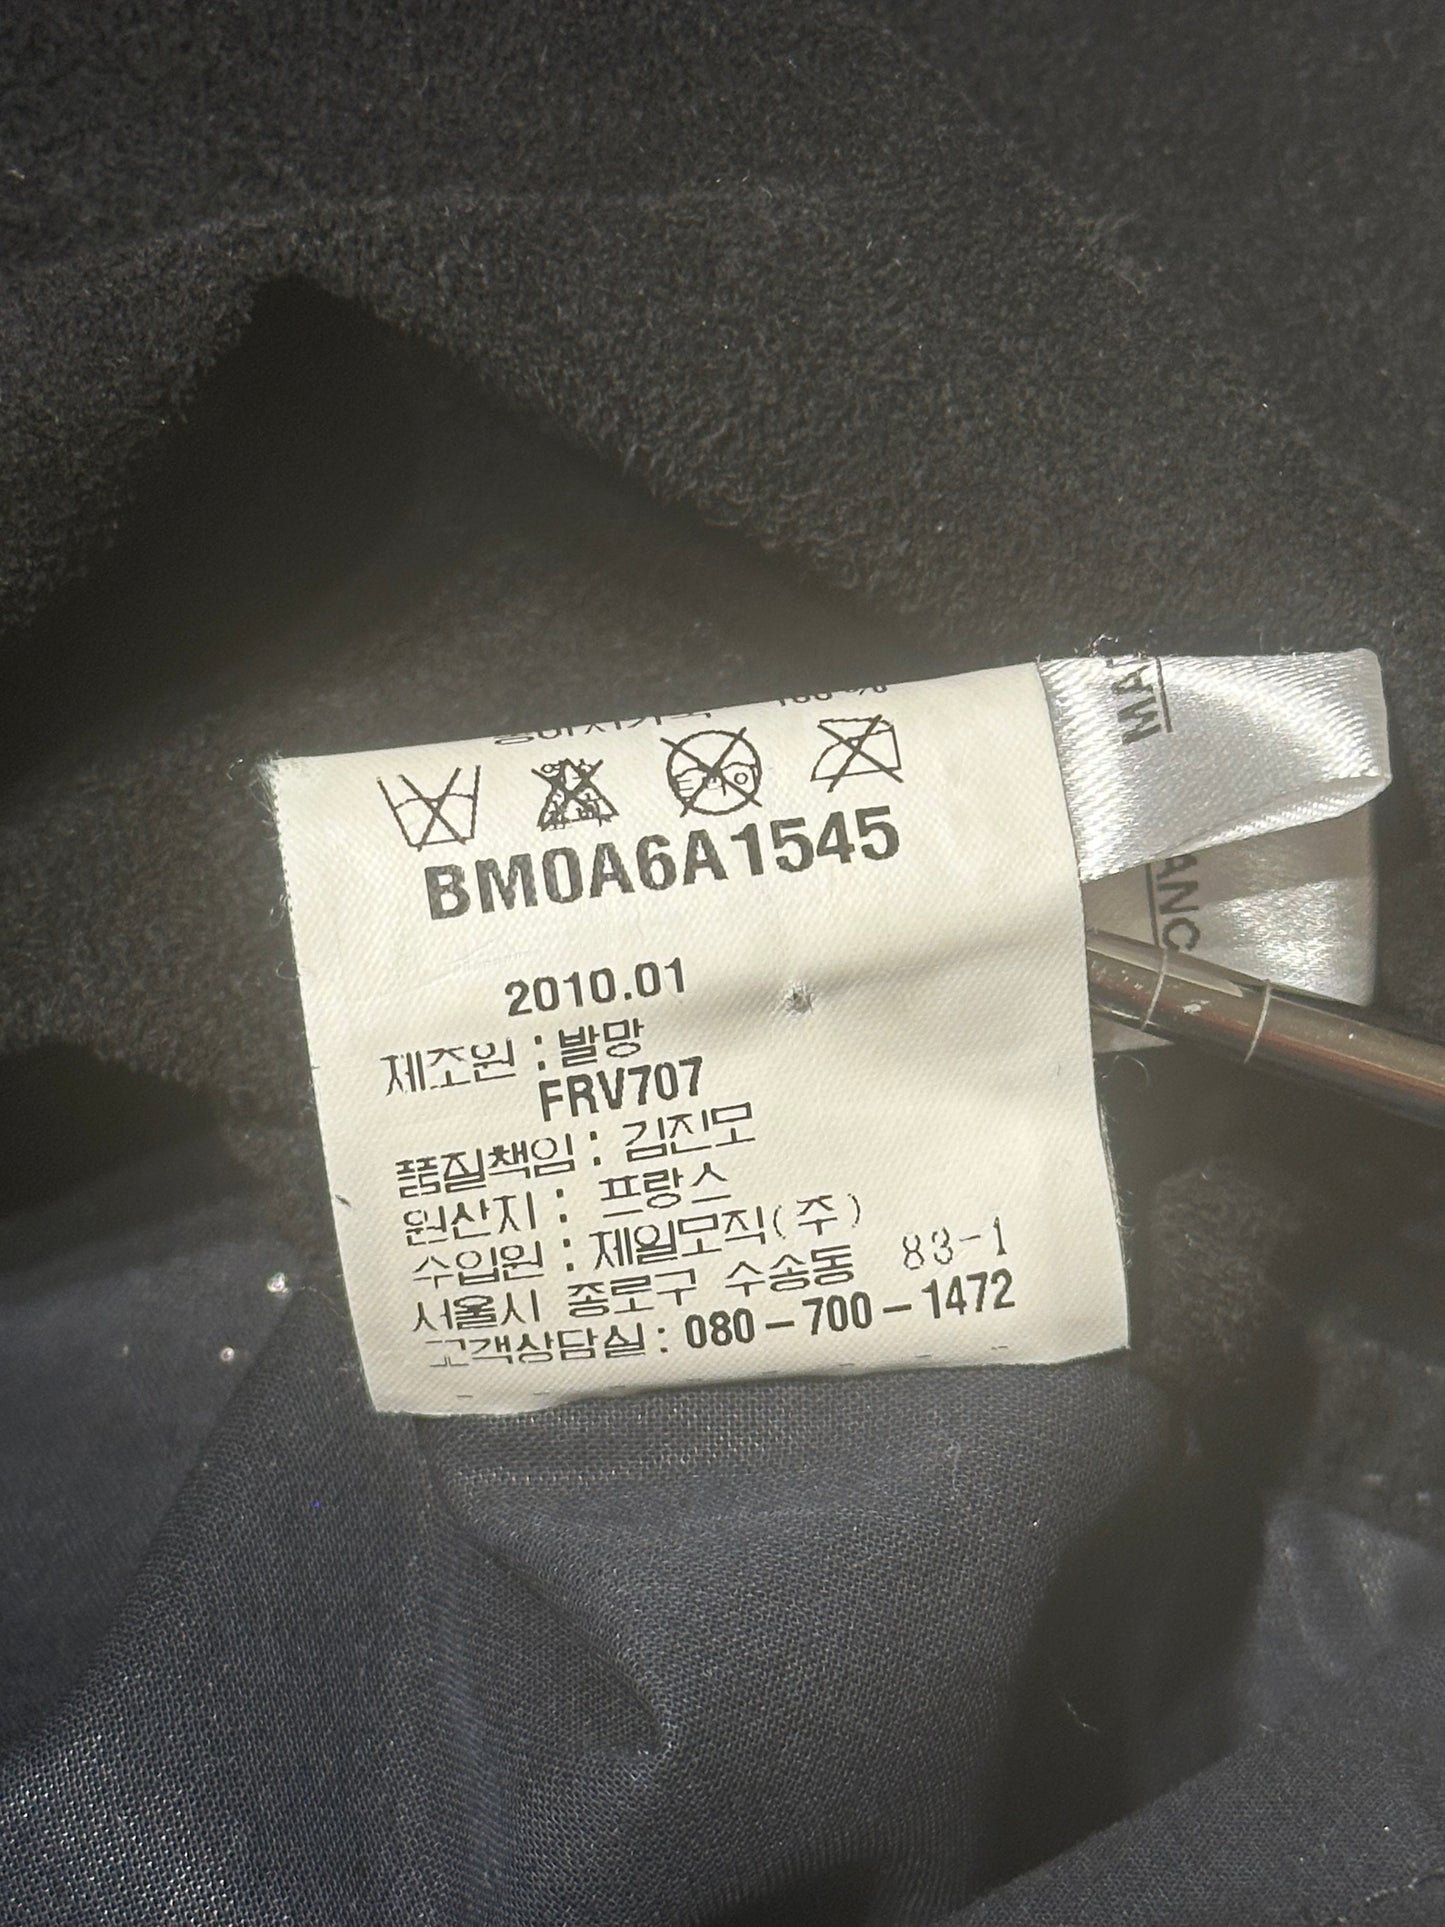 100%
BM0A6A1545
2010.01
제조원 : 발망
FRV707
품질책임 : 김진모
원산지 : 프랑스
수입원 : 제일모직(주)
서울시 종로구 수송동 83-1
고객상담실 : 080-700-1472